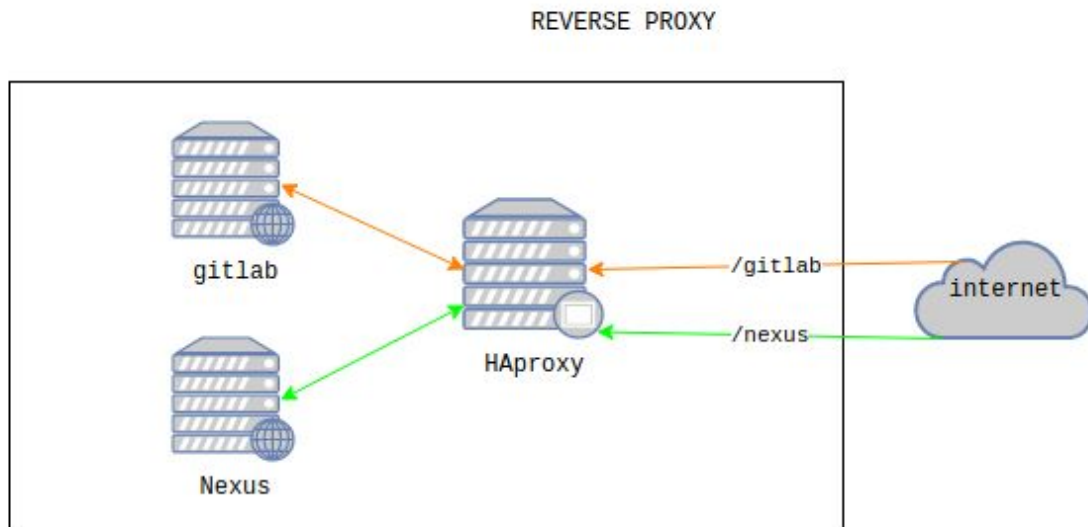 REVERSE PROXY
gitlab
/gitlab
internet
/nexus
HAproxy
Nexus